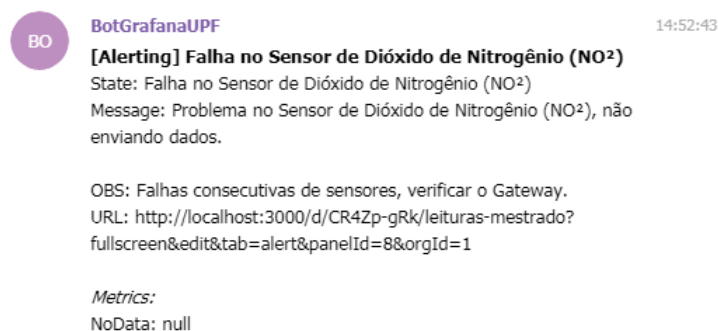 BO
BotGrafanaUPF
14:52:43
[Alerting] Falha no Sensor de Dióxido de Nitrogênio (NO²)
State: Falha no Sensor de Dióxido de Nitrogênio (NO²)
Message: Problema no Sensor de Dióxido de Nitrogênio (NO²), não
enviando dados.
OBS: Falhas consecutivas de sensores, verificar o Gateway.
URL: http://localhost:3000/d/CR4Zp-gRk/leituras-mestrado?
fullscreen&edit&tab=alert&panelId=8&orgId=1
Metrics:
NoData: null